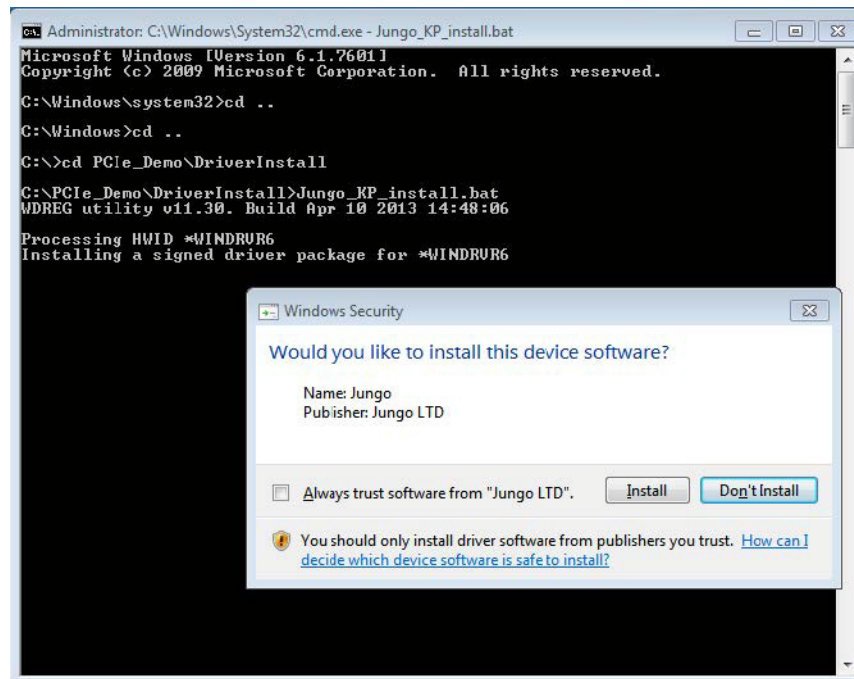 Administrator: C:\Windows\System32\cmd.exe - Jungo_KP_install.bat
Microsoft Windows [Version 6.1.7601]
Copyright (c) 2009 Microsoft Corporation.  All rights reserved.
C:\Windows\system32>cd ..
C:\Windows>cd ..
C:\>cd PCIe_Demo\DriverInstall
C:\PCIe_Demo\DriverInstall>Jungo_KP_install.bat
WDREG utility v11.30. Build Apr 10 2013 14:48:06
Processing HWID *WINDRVR6
Installing a signed driver package for *WINDRVR6
Windows Security
Would you like to install this device software?
Name: Jungo
Publisher: Jungo LTD
Always trust software from "Jungo LTD".
Install
Don't Install
You should only install driver software from publishers you trust. How can I
decide which device software is safe to install?